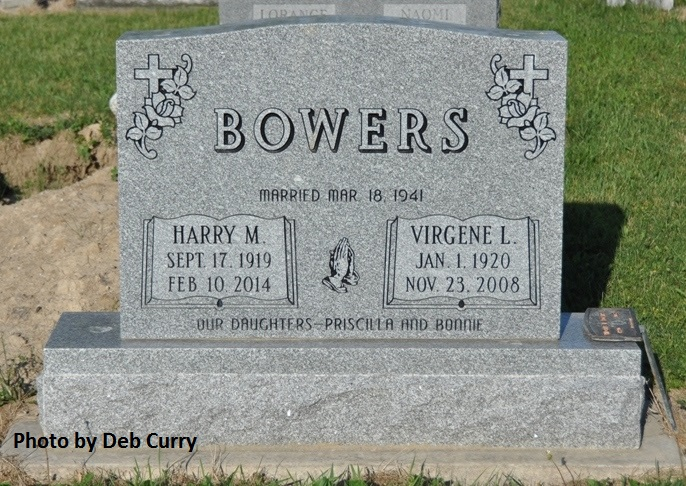 LORANCE NAOMI
BOWERS
MARRIED MAR. 18, 1941
HARRY M.
SEPT. 17, 1919
FEB. 10, 2014
VIRGENE L.
JAN. 1, 1920
NOV. 23, 2008
OUR DAUGHTERS—PRISCILLA AND BONNIE
Photo by Deb Curry